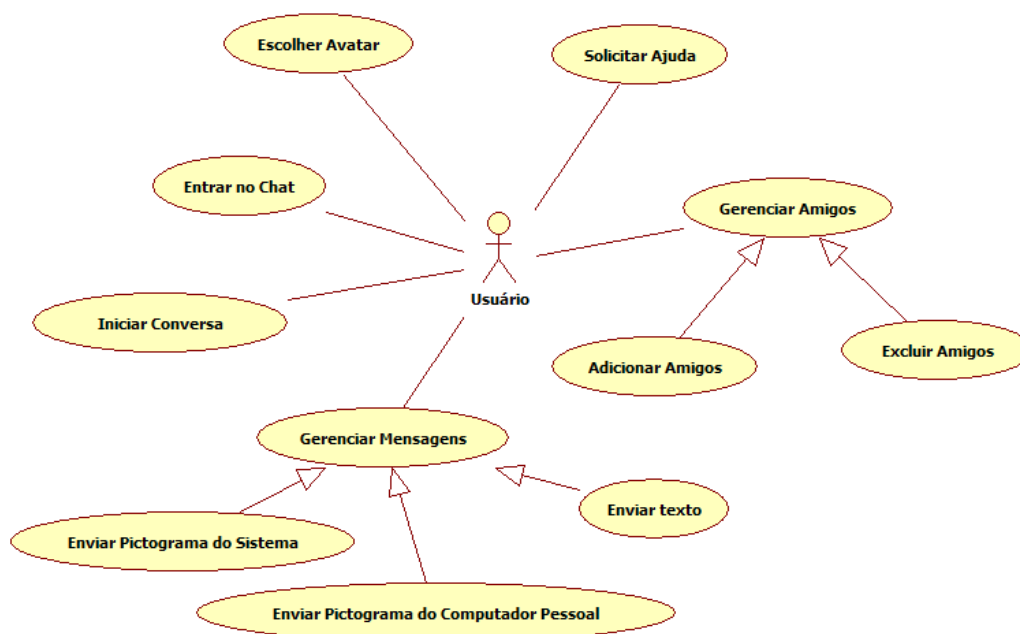 Escolher Avatar
Solicitar Ajuda
Entrar no Chat
Gerenciar Amigos
Usuário
Iniciar Conversa
Adicionar Amigos
Excluir Amigos
Gerenciar Mensagens
Enviar texto
Enviar Pictograma do Sistema
Enviar Pictograma do Computador Pessoal